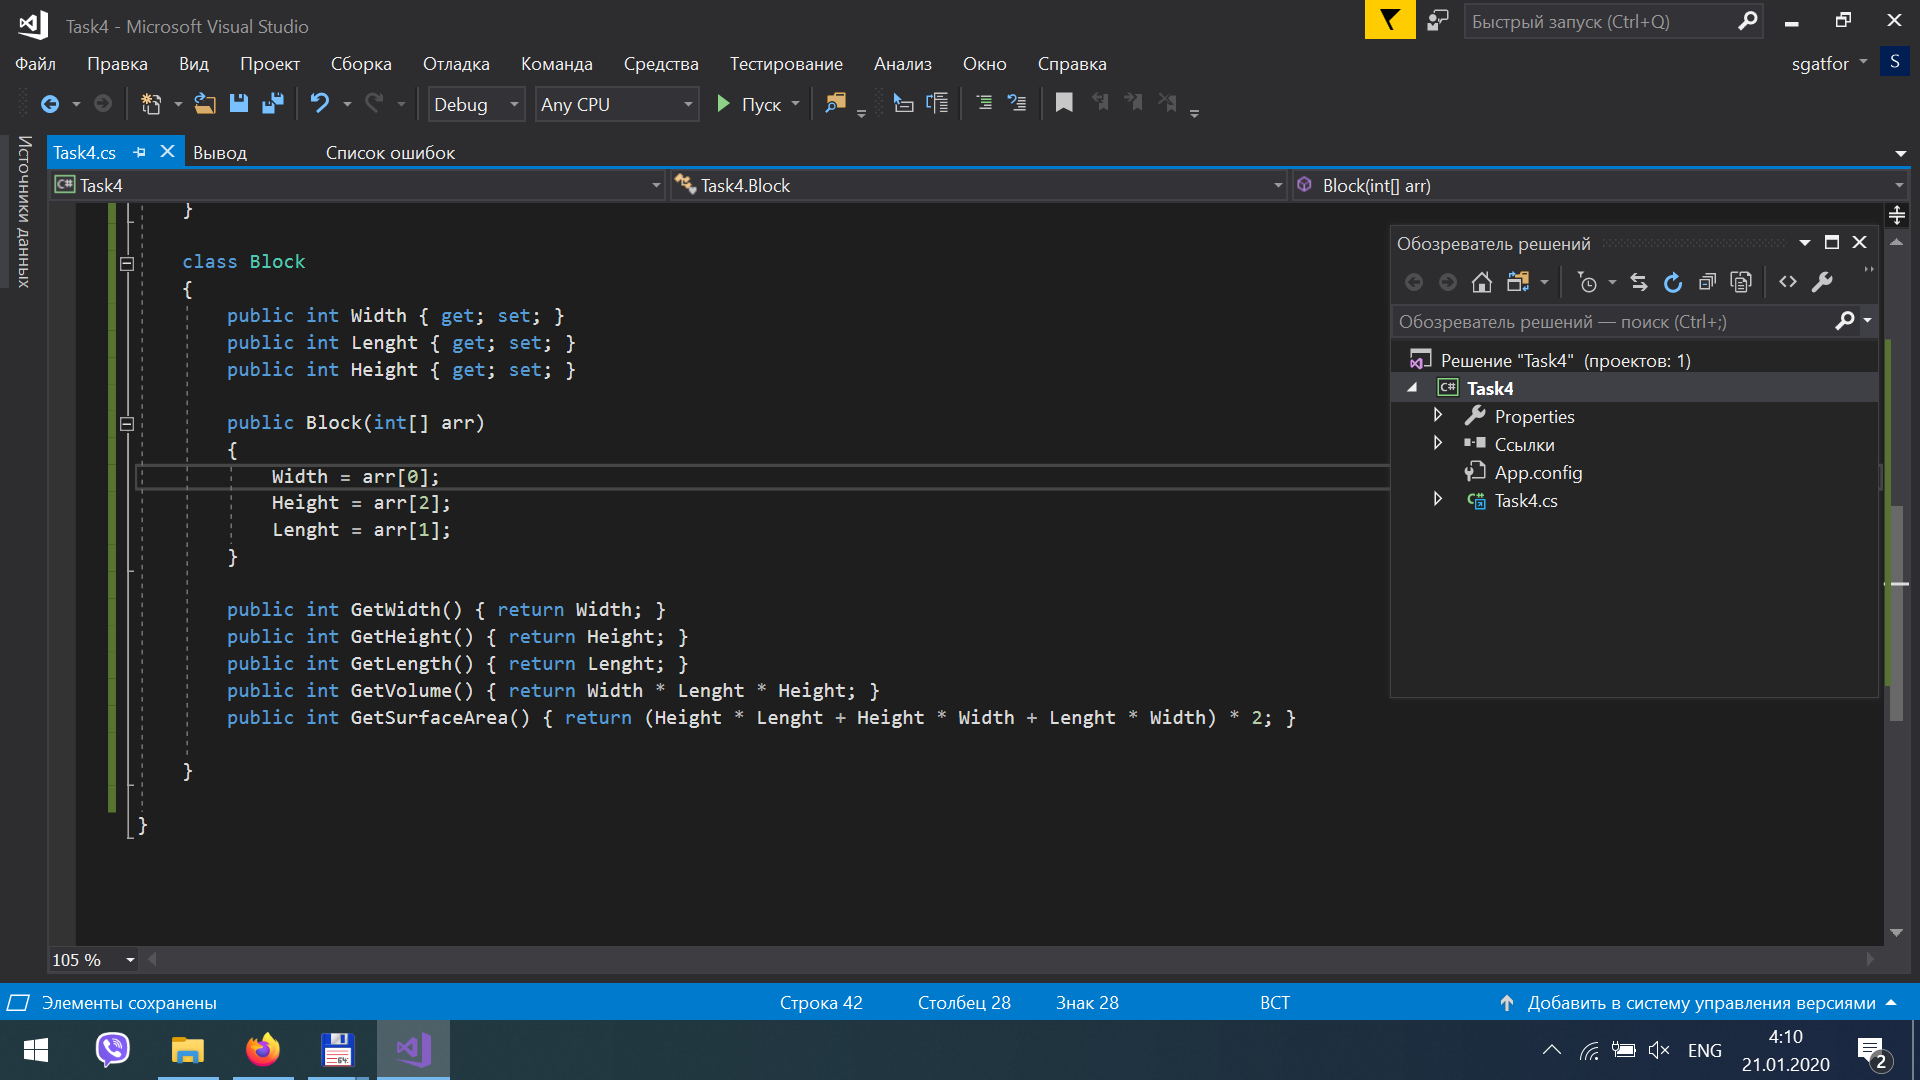 Task4 - Microsoft Visual Studio
Быстрый запуск (Ctrl+Q)
Файл Правка Вид Проект Сборка Отладка Команда Средства Тестирование Анализ Окно Справка sgatfor S
Debug Any CPU Пуск
Источники данных
Task4.cs Вывод Список ошибок
C# Task4 Task4.Block Block(int[] arr)
}
class Block
{
public int Width { get; set; }
public int Lenght { get; set; }
public int Height { get; set; }
public Block(int[] arr)
{
Width = arr[0];
Height = arr[2];
Lenght = arr[1];
}
public int GetWidth() { return Width; }
public int GetHeight() { return Height; }
public int GetLength() { return Lenght; }
public int GetVolume() { return Width * Lenght * Height; }
public int GetSurfaceArea() { return (Height * Lenght + Height * Width + Lenght * Width) * 2; }
}
}
Обозреватель решений
Обозреватель решений — поиск (Ctrl+;)
Решение "Task4" (проектов: 1)
C# Task4
Properties
Ссылки
App.config
C# Task4.cs
105 %
Элементы сохранены Строка 42 Столбец 28 Знак 28 ВСТ Добавить в систему управления версиями
64
ENG
4:10
21.01.2020
2